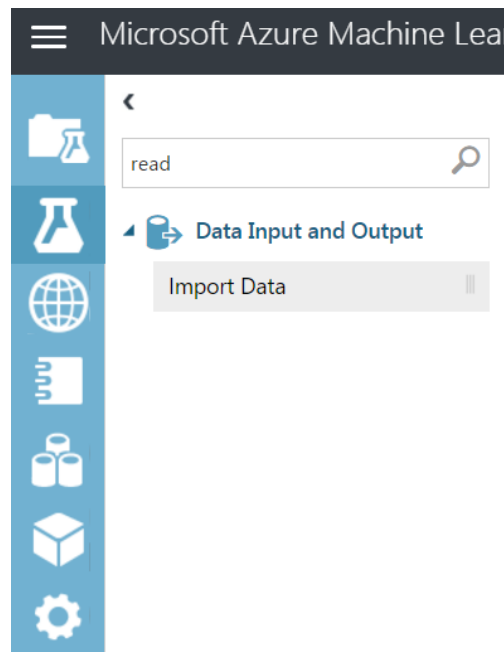 Microsoft Azure Machine Lea
read
Data Input and Output
Import Data